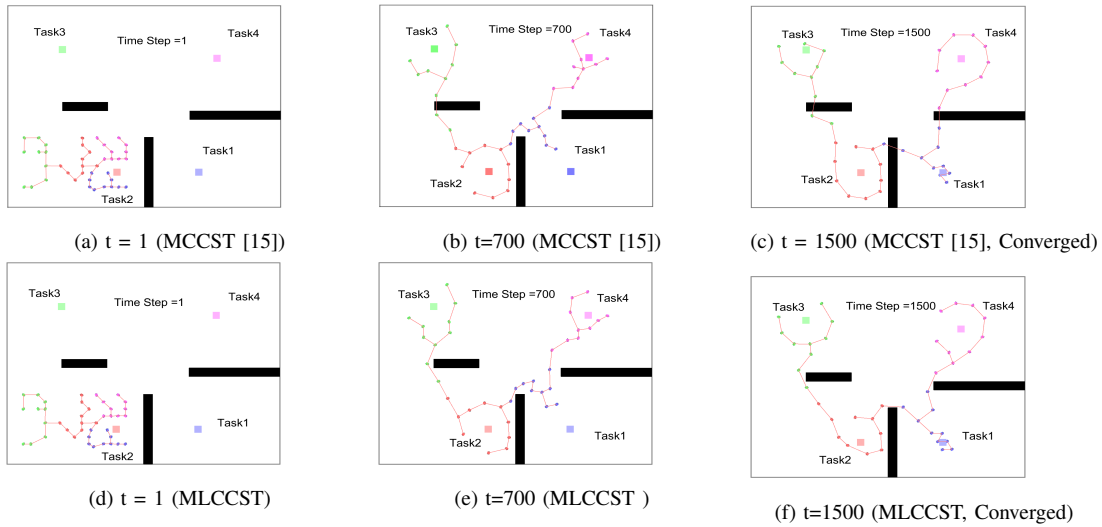 Task3
Time Step =1
Task4
Task1
Task2
(a) t = 1 (MCCST [15])
Task3
Time Step =700
Task4
Task1
Task2
(b) t=700 (MCCST [15])
Task3
Time Step =1500
Task4
Task2
Task1
(c) t = 1500 (MCCST [15], Converged)
Task3
Time Step =1
Task4
Task1
Task2
(d) t = 1 (MLCCST)
Task3
Time Step =700
Task4
Task2
Task1
(e) t=700 (MLCCST )
Task3
Time Step =1500
Task4
Task2
Task1
(f) t=1500 (MLCCST, Converged)